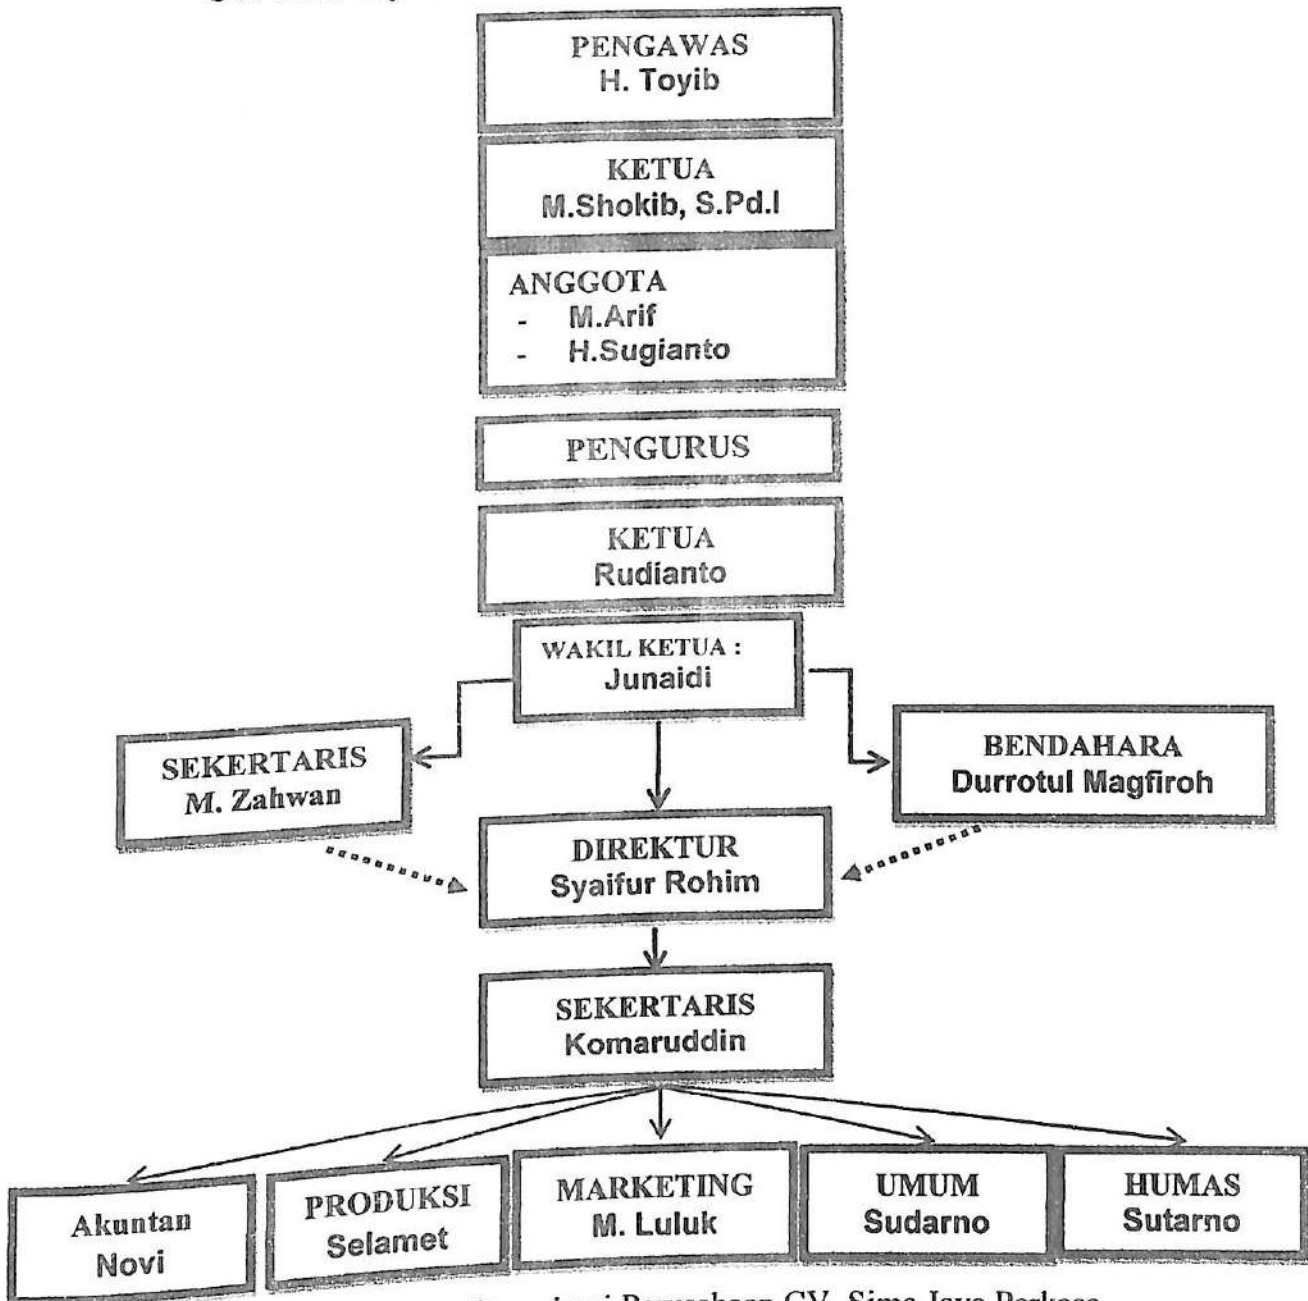 PENGAWAS
H. Toyib
KETUA
M.Shokib, S.Pd.I
ANGGOTA
- M.Arif
- H.Sugianto
PENGURUS
KETUA
Rudianto
WAKIL KETUA :
Junaidi
SEKERTARIS
M. Zahwan
BENDAHARA
Durrotul Magfiroh
DIREKTUR
Syaifur Rohim
SEKERTARIS
Komaruddin
Akuntan
Novi
PRODUKSI
Selamet
MARKETING
M. Luluk
UMUM
Sudarno
HUMAS
Sutarno
Perusahaan CV. Sims Jaya Perkasa